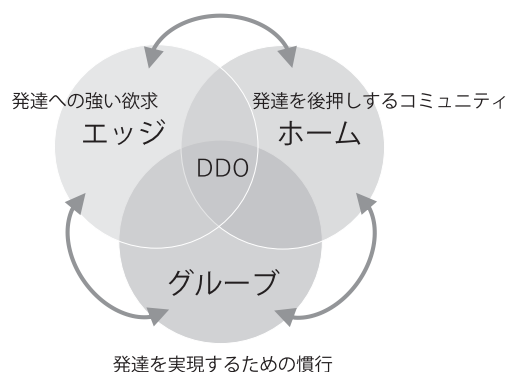 発達への強い欲求
エッジ
発達を後押しするコミュニティ
ホーム
DDO
グルーブ
発達を実現するための慣行